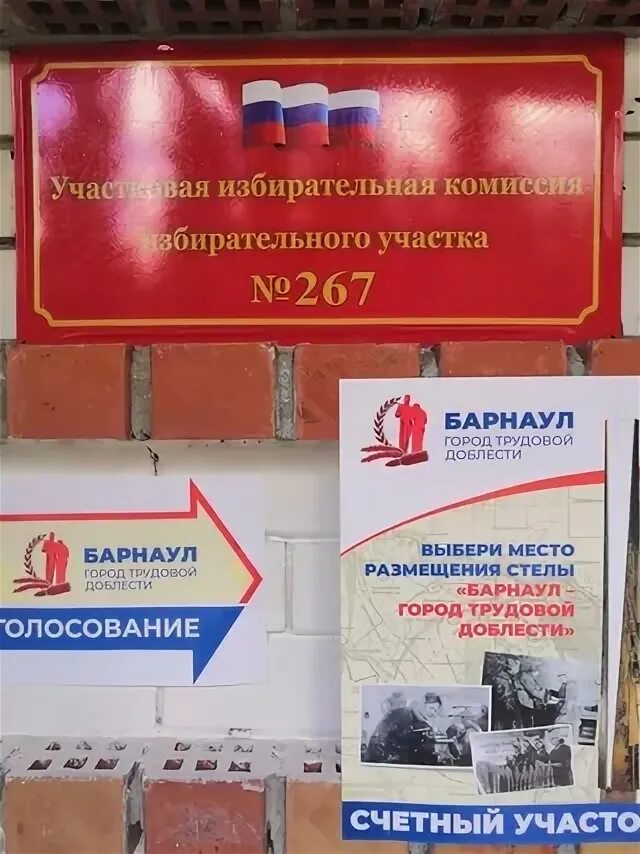 Участковая избирательная комиссия
избирательного участка
№267
БАРНАУЛ
ГОРОД ТРУДОВОЙ
ДОБЛЕСТИ
ВЫБЕРИ МЕСТО
РАЗМЕЩЕНИЯ СТЕЛЫ
«БАРНАУЛ –
ГОРОД ТРУДОВОЙ
ДОБЛЕСТИ»
СЧЕТНЫЙ УЧАСТО
БАРНАУЛ
ГОРОД ТРУДОВОЙ
ДОБЛЕСТИ
ГОЛОСОВАНИЕ